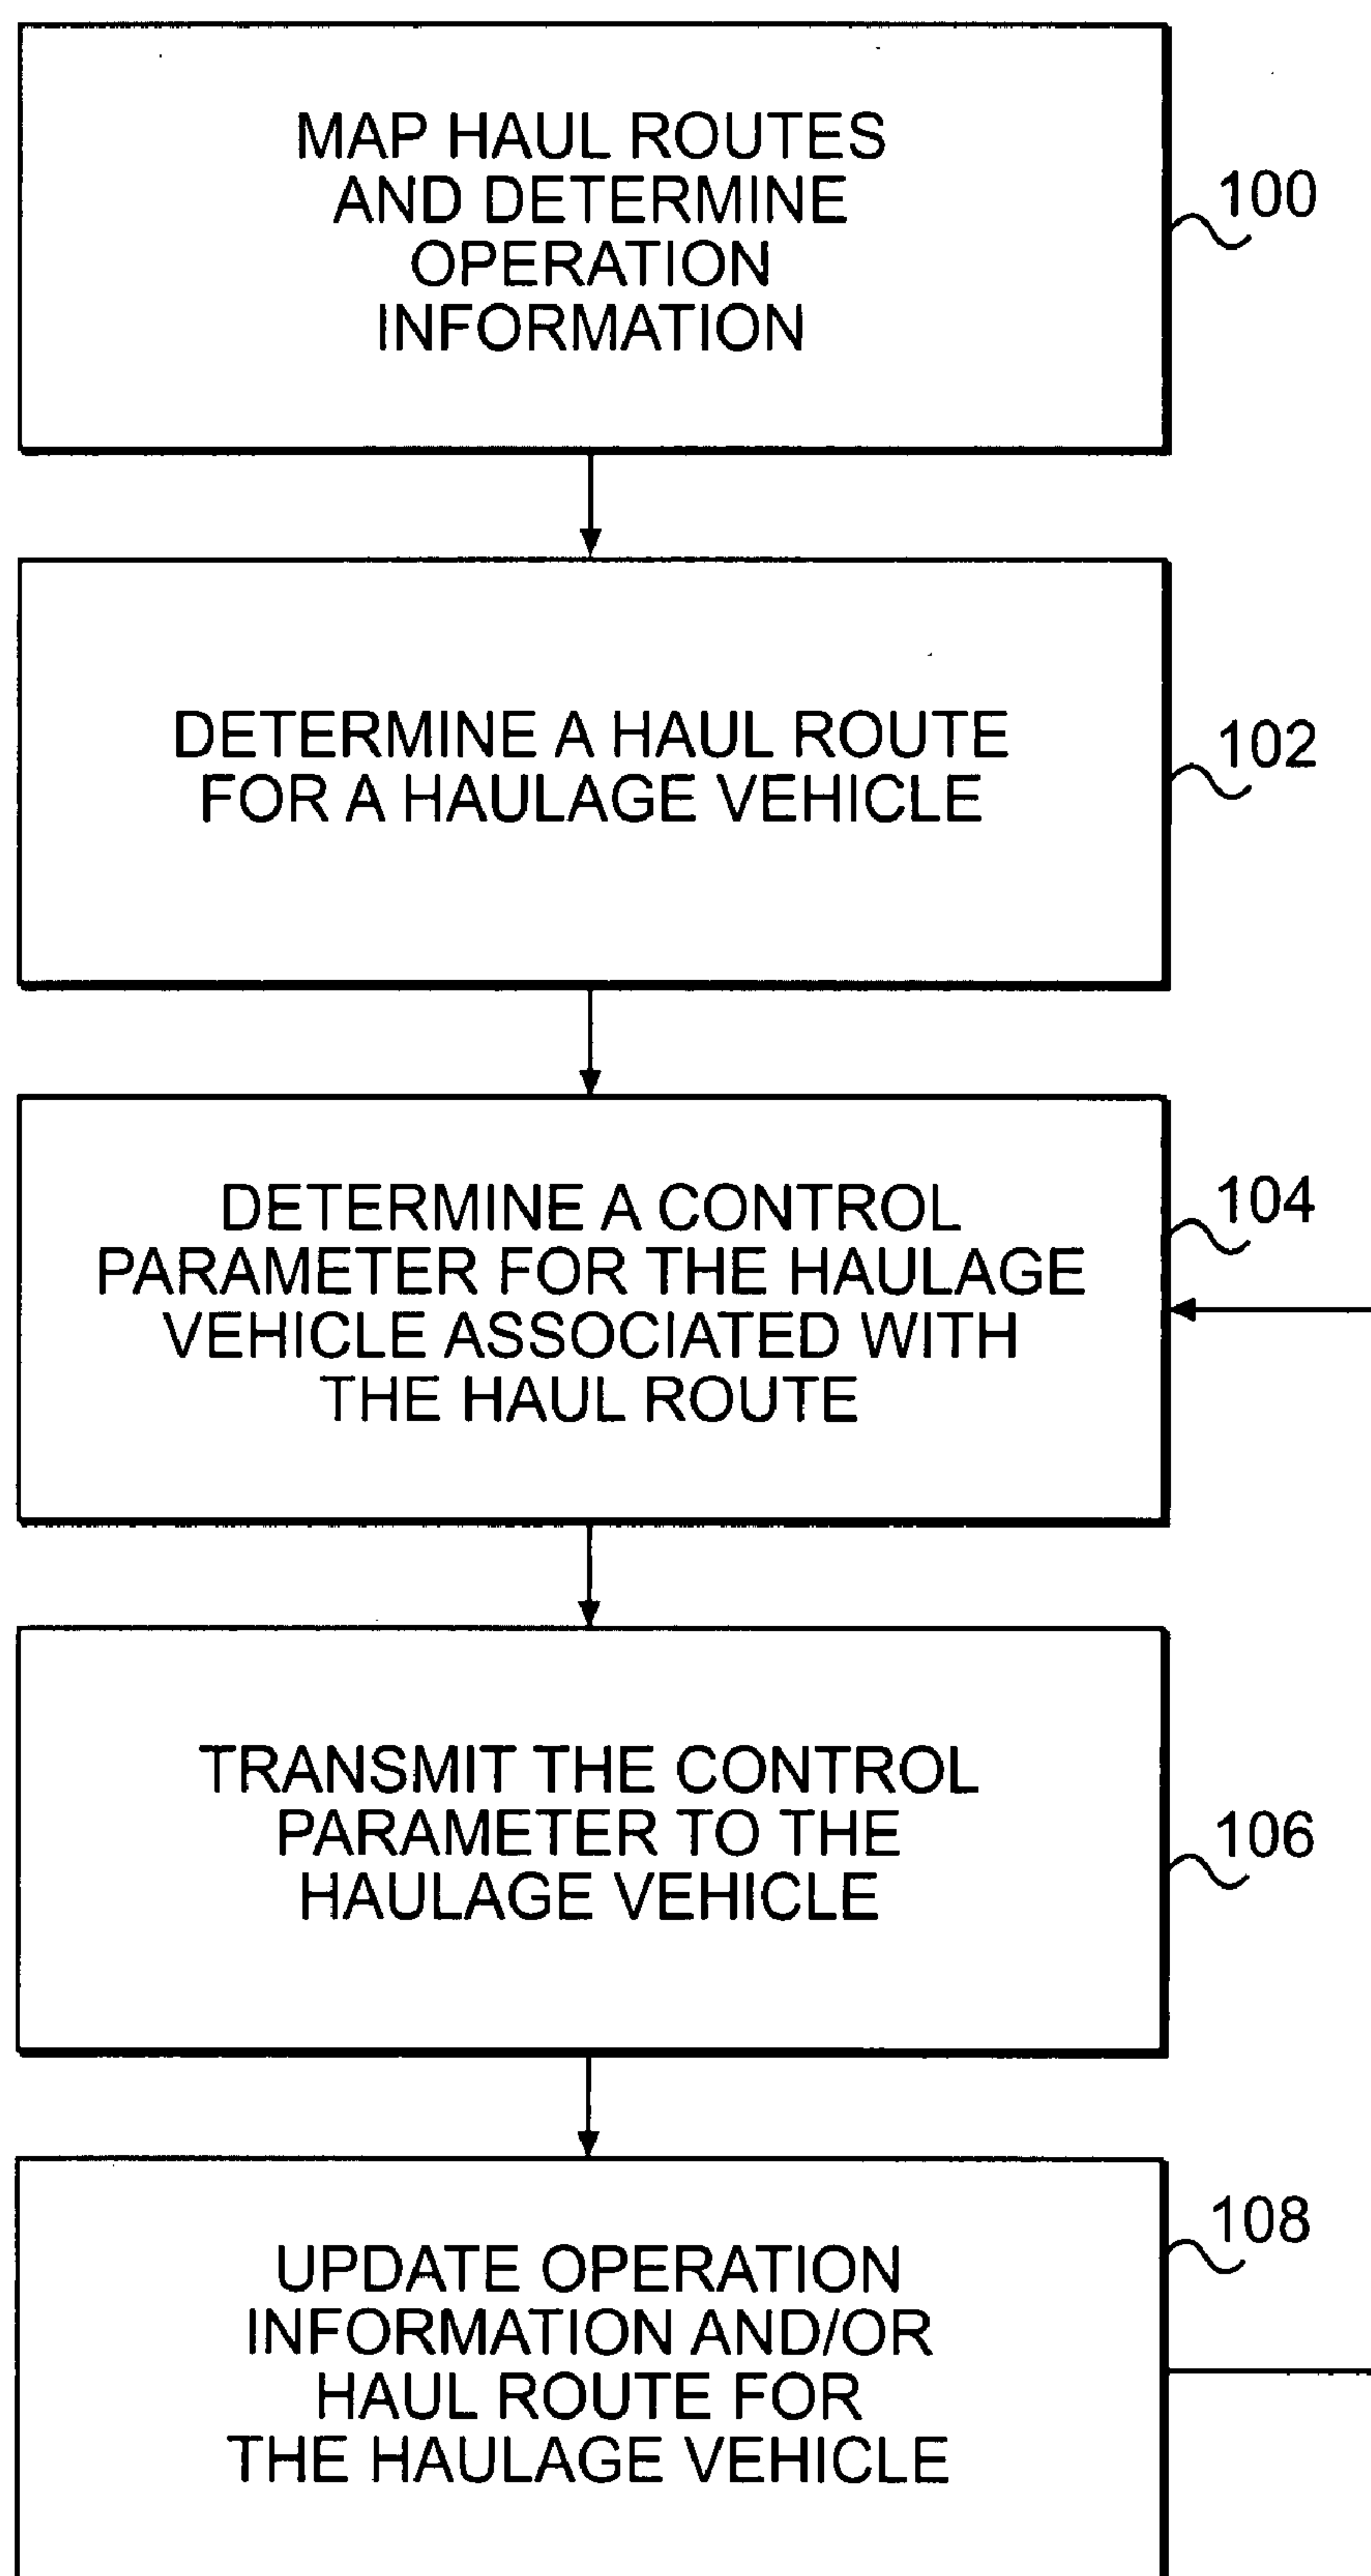 MAP HAUL ROUTES
AND DETERMINE
OPERATION
INFORMATION
100
DETERMINE A HAUL ROUTE
FOR A HAULAGE VEHICLE
102
DETERMINE A CONTROL
PARAMETER FOR THE HAULAGE
VEHICLE ASSOCIATED WITH
THE HAUL ROUTE
104
TRANSMIT THE CONTROL
PARAMETER TO THE
HAULAGE VEHICLE
106
UPDATE OPERATION
INFORMATION AND/OR
HAUL ROUTE FOR
THE HAULAGE VEHICLE
108